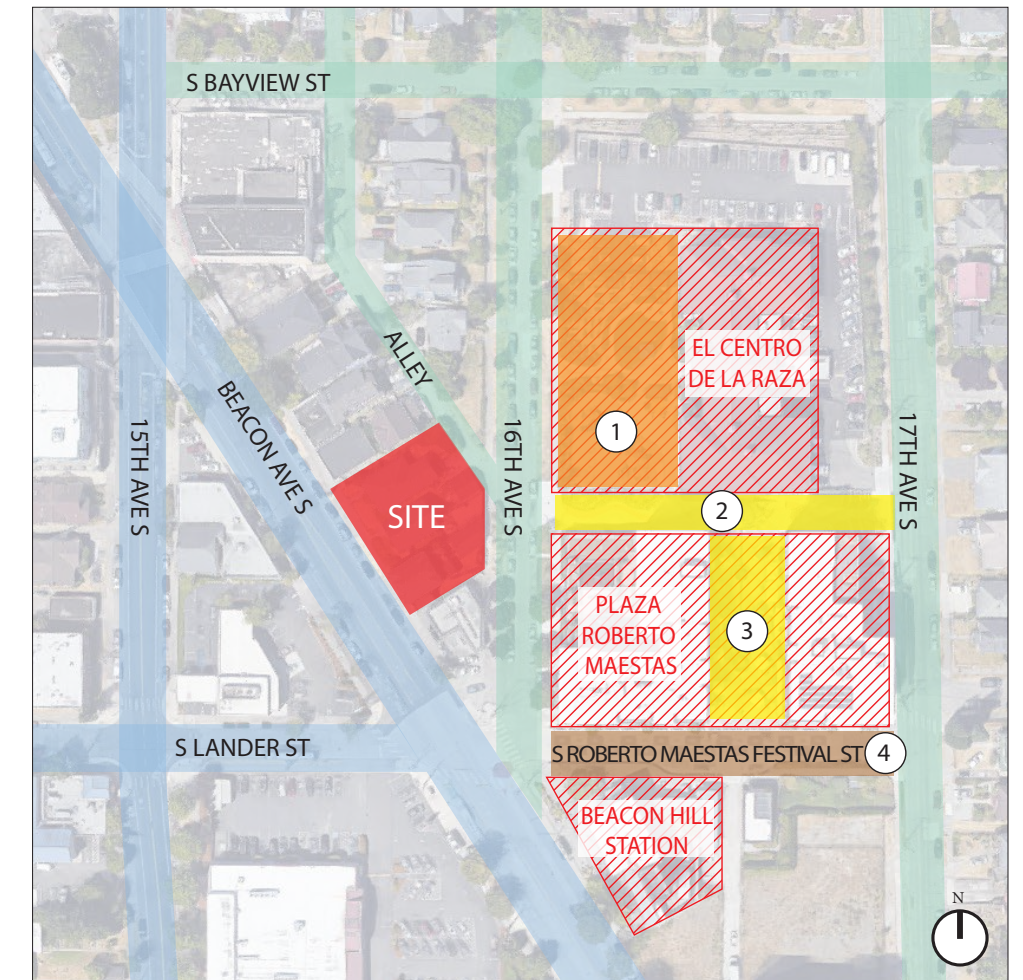 S BAYVIEW ST
ALLEY
EL CENTRO
DE LA RAZA
BEACON AVE S
1
15TH AVE S
16TH AVE S
17TH AVE S
SITE
2
PLAZA
ROBERTO
MAESTAS
3
S LANDER ST
S ROBERTO MAESTAS FESTIVAL ST
4
BEACON HILL
STATION
N